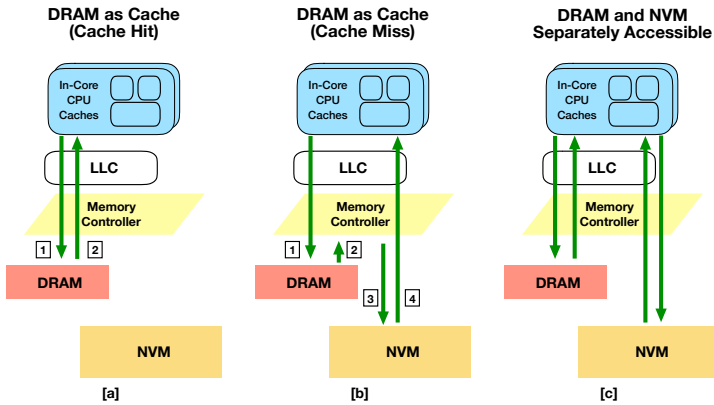 DRAM as Cache
(Cache Hit)
In-Core
CPU
Caches
LLC
Memory
Controller
1
2
DRAM
NVM
[a]
DRAM as Cache
(Cache Miss)
In-Core
CPU
Caches
LLC
Memory
Controller
1
2
DRAM
3
4
NVM
[b]
DRAM and NVM
Separately Accessible
In-Core
CPU
Caches
LLC
Memory
Controller
DRAM
NVM
[c]